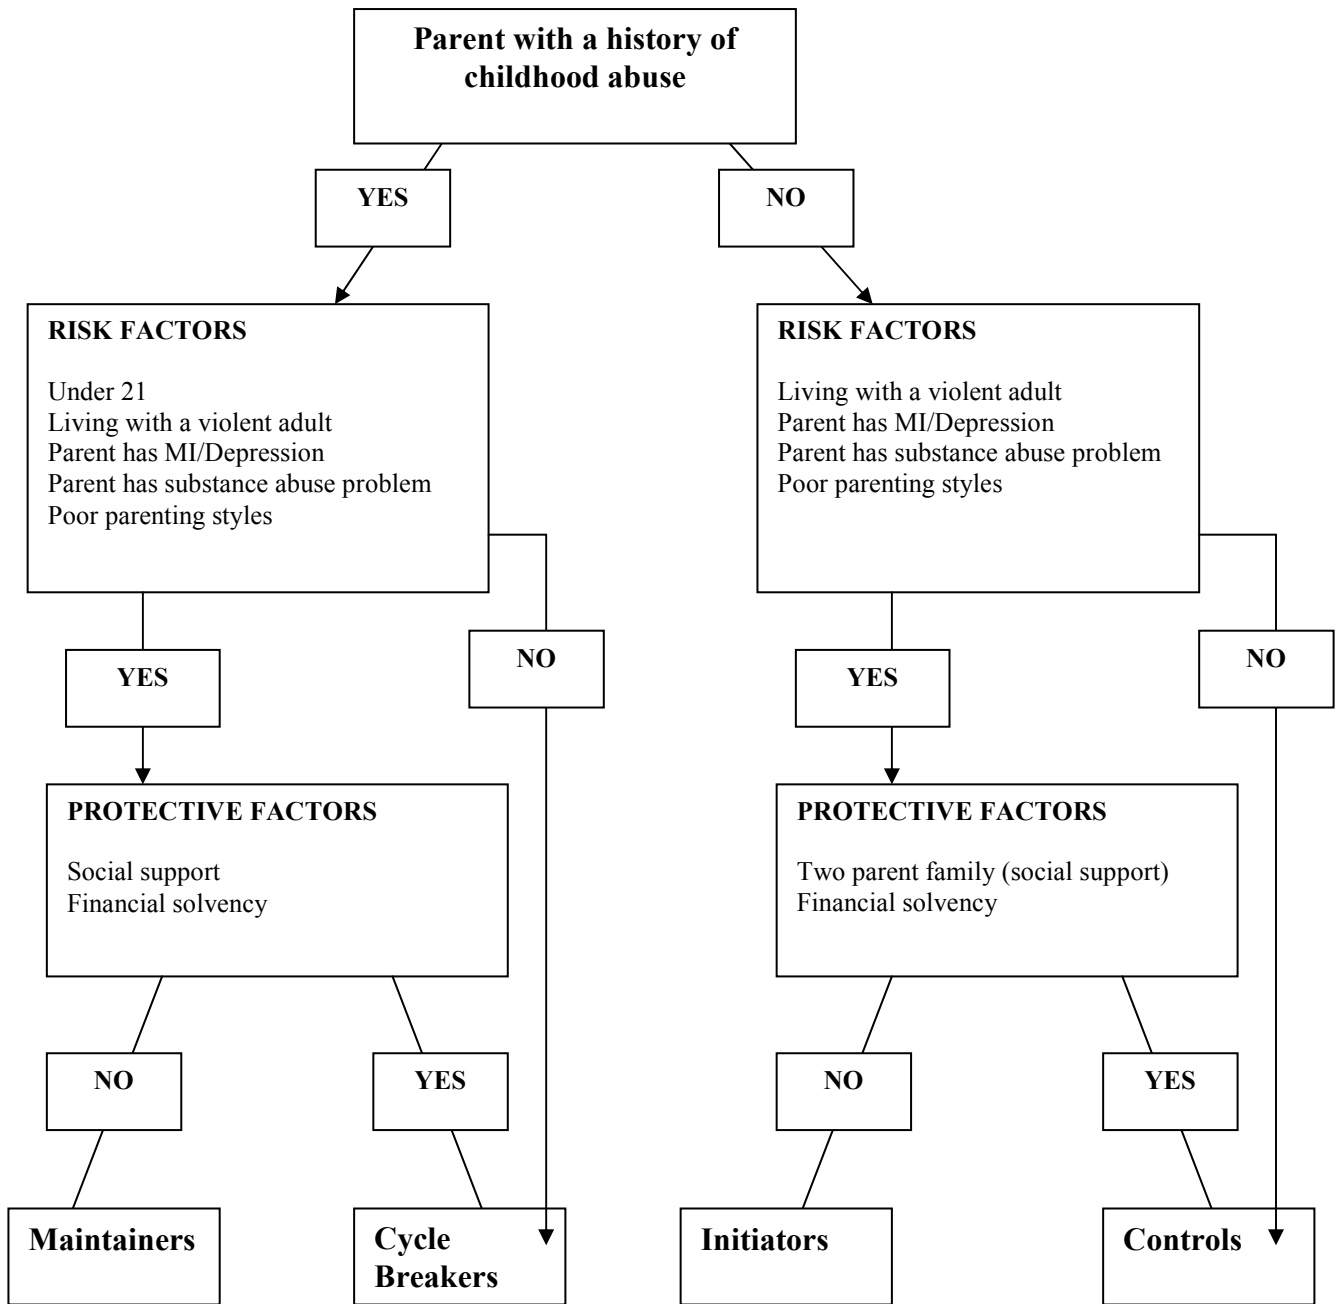 Parent with a history of
childhood abuse
YES
NO
RISK FACTORS
Under 21
Living with a violent adult
Parent has MI/Depression
Parent has substance abuse problem
Poor parenting styles
RISK FACTORS
Living with a violent adult
Parent has MI/Depression
Parent has substance abuse problem
Poor parenting styles
YES
NO
YES
NO
PROTECTIVE FACTORS
Social support
Financial solvency
PROTECTIVE FACTORS
Two parent family (social support)
Financial solvency
NO
YES
NO
YES
Maintainers
Cycle
Breakers
Initiators
Controls